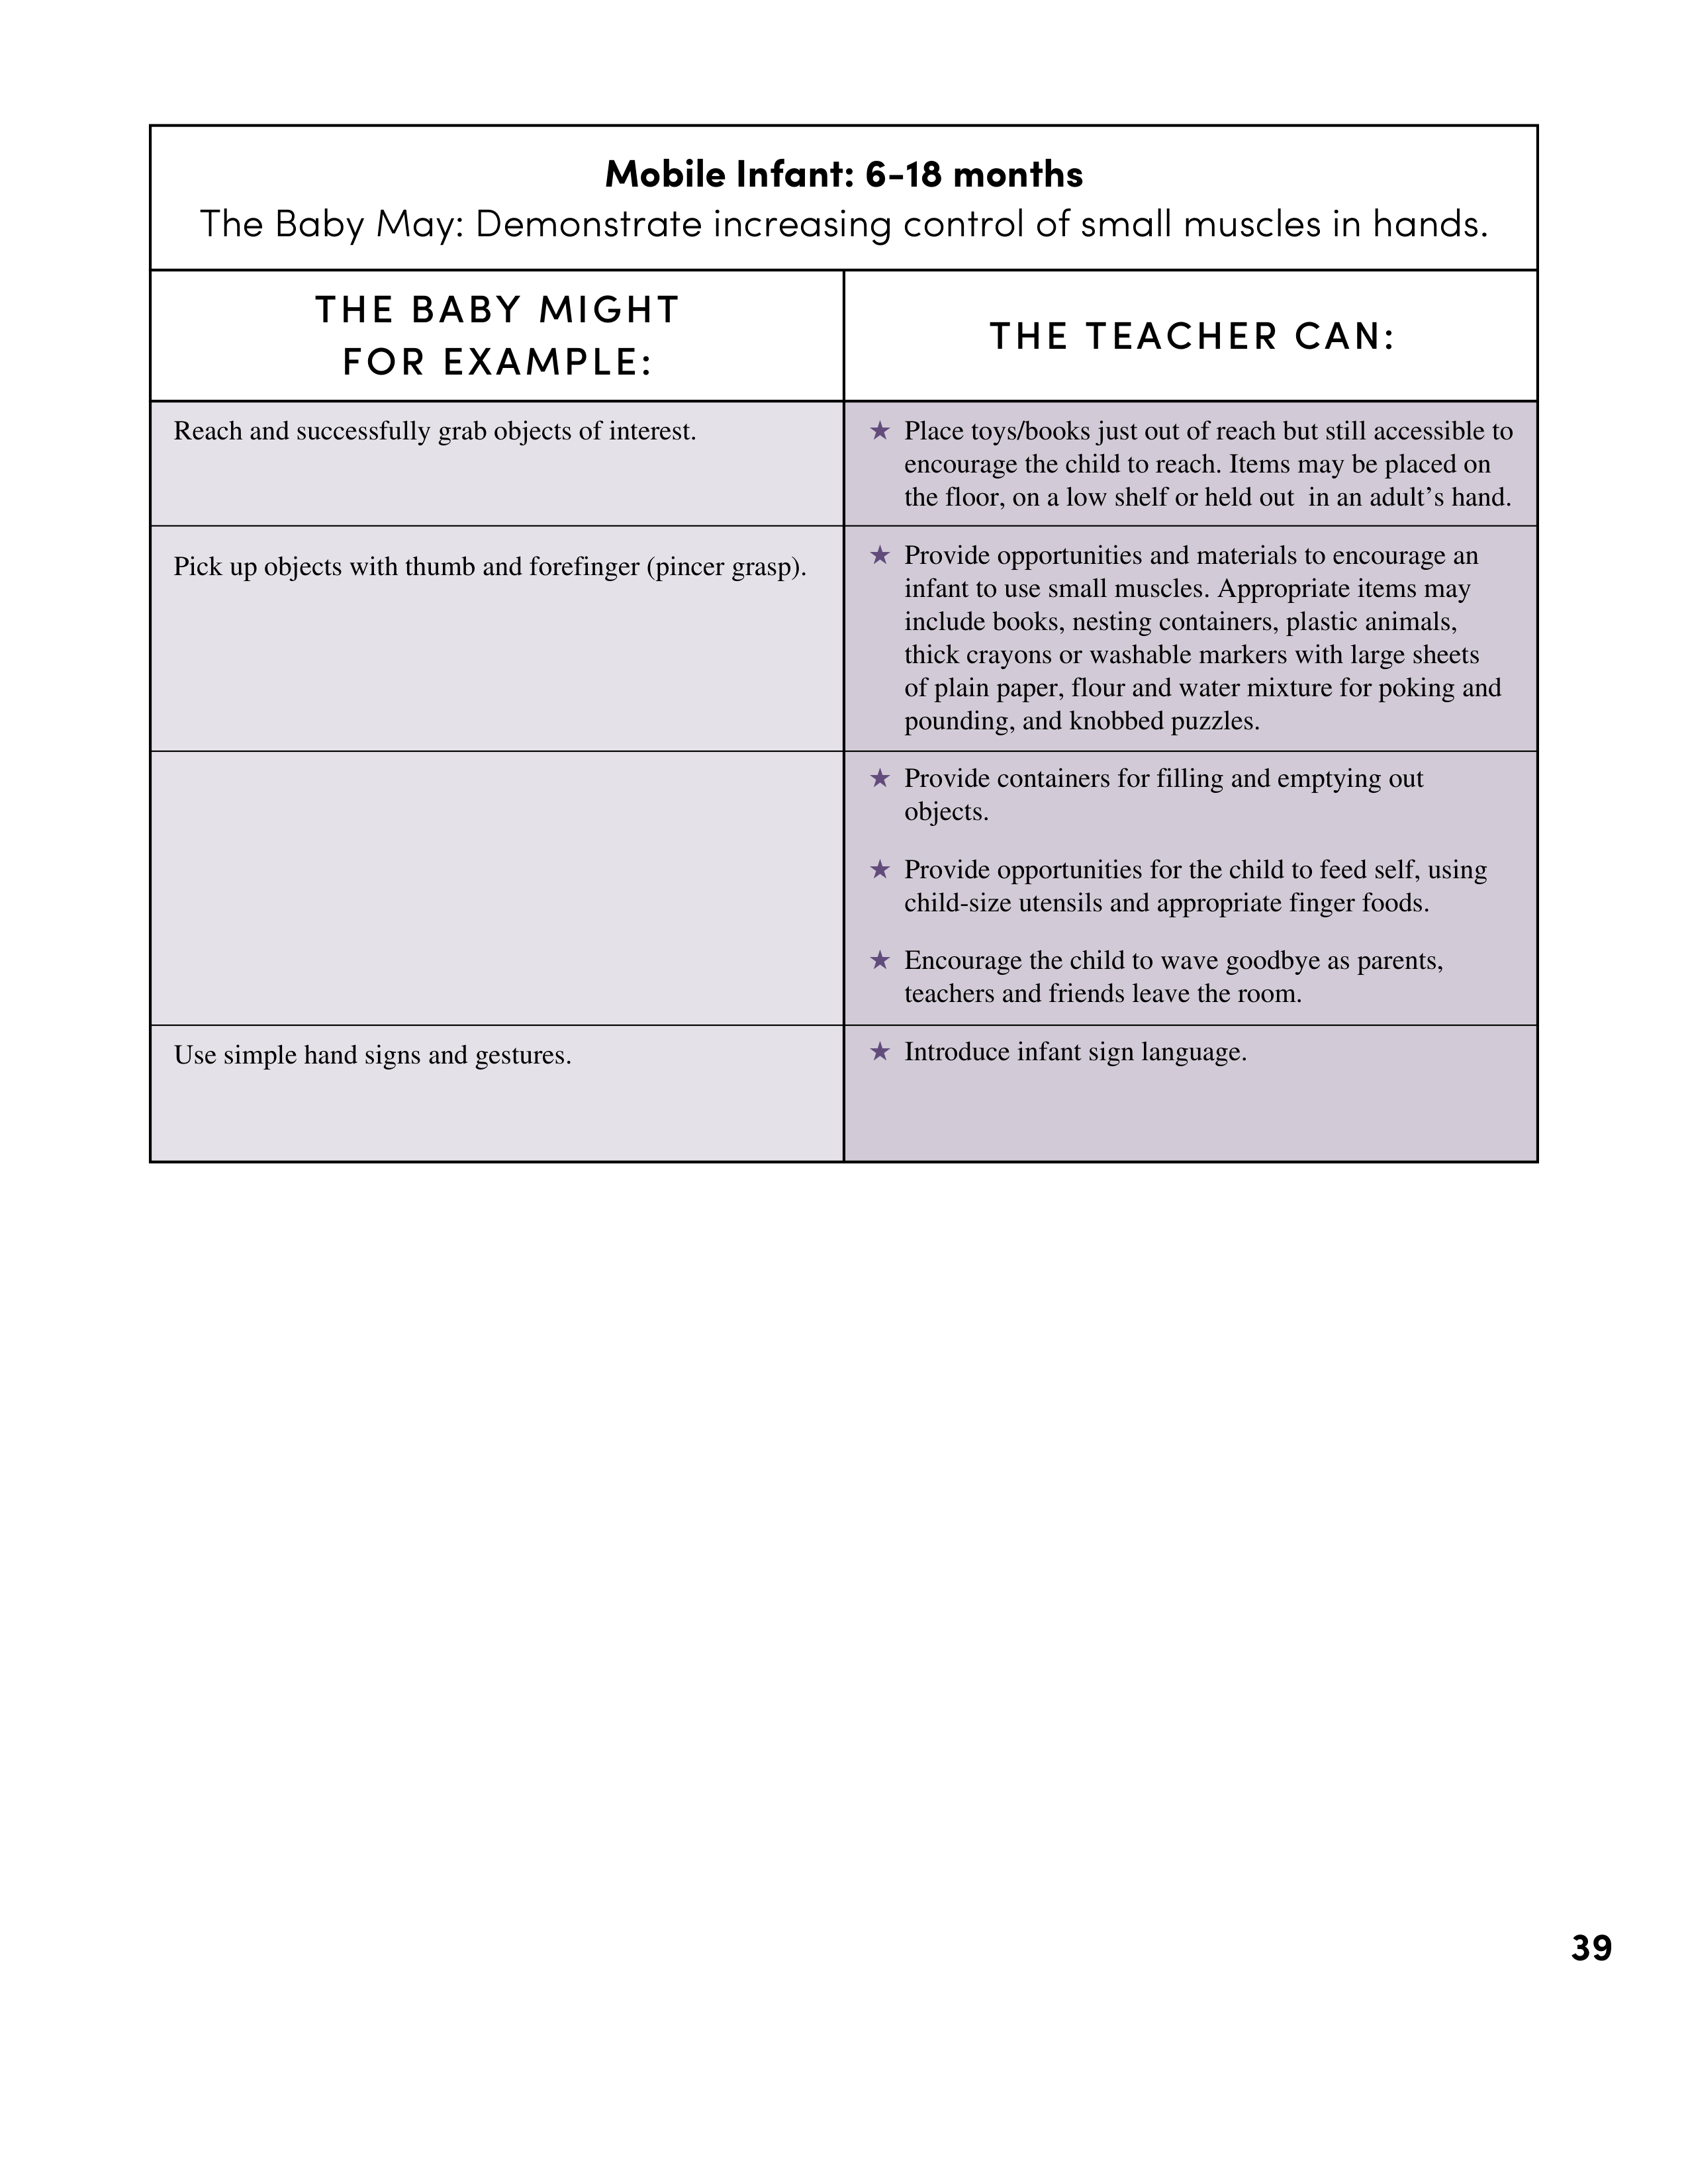 Mobile Infant: 6-18 months
The Baby May: Demonstrate increasing control of small muscles in hands.
THE BABY MIGHT
FOR EXAMPLE:
THE TEACHER CAN:
Reach and successfully grab objects of interest.
★ Place toys/books just out of reach but still accessible to
encourage the child to reach. Items may be placed on
the floor, on a low shelf or held out  in an adult’s hand.
Pick up objects with thumb and forefinger (pincer grasp).
★ Provide opportunities and materials to encourage an
infant to use small muscles. Appropriate items may
include books, nesting containers, plastic animals,
thick crayons or washable markers with large sheets
of plain paper, flour and water mixture for poking and
pounding, and knobbed puzzles.
★ Provide containers for filling and emptying out
objects.
★ Provide opportunities for the child to feed self, using
child-size utensils and appropriate finger foods.
★ Encourage the child to wave goodbye as parents,
teachers and friends leave the room.
Use simple hand signs and gestures.
★ Introduce infant sign language.
39